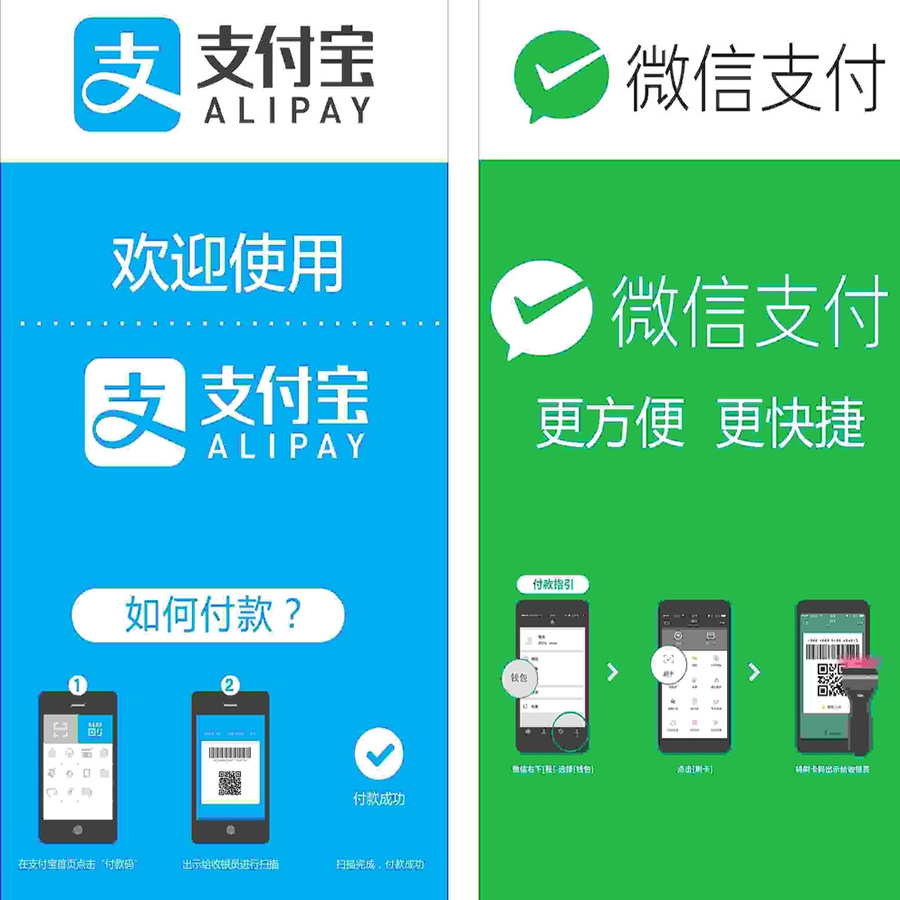 支付宝
ALIPAY
欢迎使用
支付宝
ALIPAY
如何付款？
1
2
付款成功
在支付宝首页点击“付款码”
出示给收银员进行扫描
扫描完成，付款成功
微信支付
微信支付
更方便 更快捷
付款指引
钱包
刷卡
微信右下[我]-选择[钱包]
点击[刷卡]
将刷卡码出示给收银员